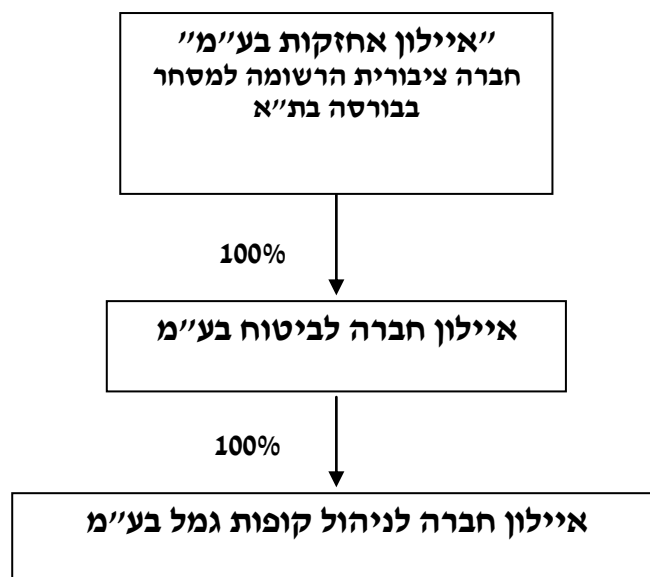 ״איילון אחזקות בע״מ״
חברה ציבורית הרשומה למסחר
בבורסה בת״א
100%
איילון חברה לביטוח בע״מ
100%
איילון חברה לניהול קופות גמל בע״מ